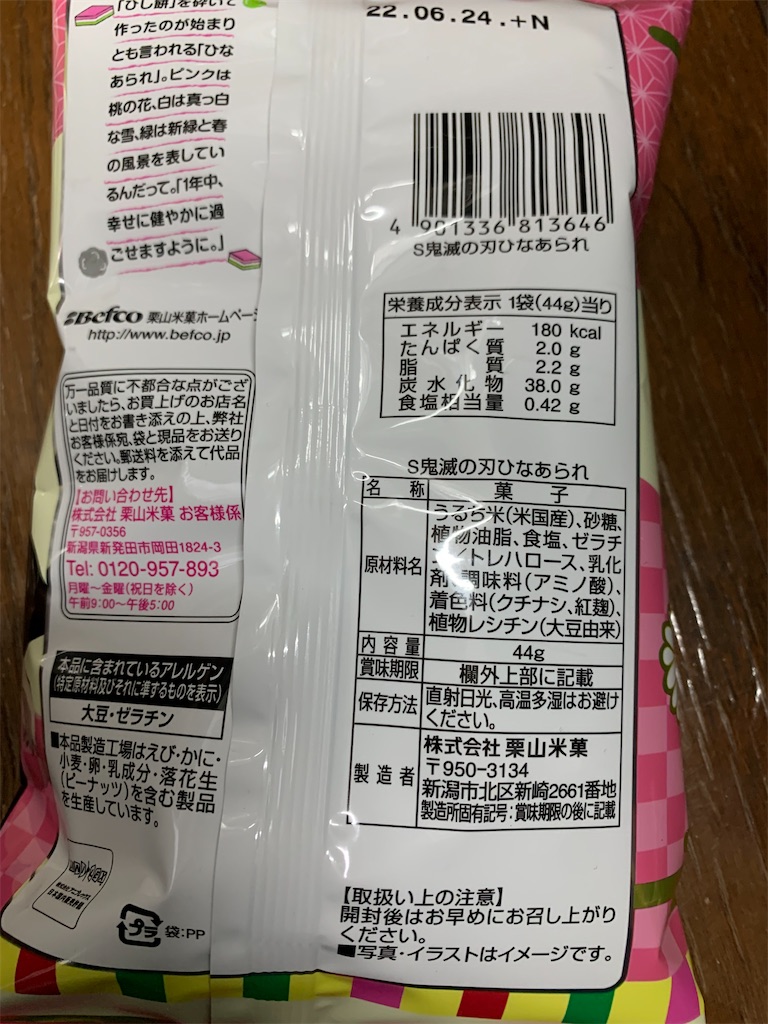 「ひし餅」を砕いて
作ったのが始まり
とも言われる「ひな
あられ」。ピンクは
桃の花、白は真っ白
な雪、緑は新緑と春
の風景を表してい
るんだって。「1年中、
幸せに健やかに過
ごせますように。」
Befco 栗山米菓ホームペー
http://www.befco.jp
万一品質に不都合な点がござ
いましたら、お買上げのお店名
と日付をお書き添えの上、弊社
お客様係宛、袋と現品をお送り
ください。郵送料を添えて代品
をお届けします。
【お問い合わせ先】
株式会社 栗山米菓 お客様係
〒957-0356
新潟県新発田市岡田1824-3
Tel: 0120-957-893
月曜〜金曜(祝日を除く)
午前9:00〜午後5:00
本品に含まれているアレルゲン
(特定原材料及びそれに準ずるものを表示)
大豆・ゼラチン
■本品製造工場はえび・かに・
小麦・卵・乳成分・落花生
(ピーナッツ)を含む製品
を生産しています。
プラ 袋:PP
22.06.24.+N
4 901336 813646
S鬼滅の刃ひなあられ
栄養成分表示 1袋(44g)当り
エネルギー 180 kcal
たんぱく質 2.0 g
脂質 2.2 g
炭水化物 38.0 g
食塩相当量 0.42 g
S鬼滅の刃ひなあられ
名称 菓子
原材料名 うるち米(米国産)、砂糖、
植物油脂、食塩、ゼラチ
トレハロース、乳化
剤、調味料(アミノ酸)、
着色料(クチナシ、紅麹)、
植物レシチン(大豆由来)
内容量 44g
賞味期限 欄外上部に記載
保存方法 直射日光、高温多湿はお避け
ください。
製造者 株式会社 栗山米菓
〒950-3134
新潟市北区新崎2661番地
製造所固有記号:賞味期限の後に記載
【取扱い上の注意】
開封後はお早めにお召し上がり
ください。
■写真・イラストはイメージです。